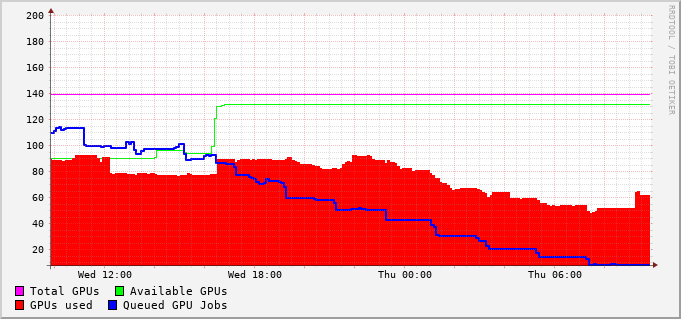 RRDTOOL / TOBI OETIKER
200
180
160
140
120
100
80
60
40
20
Wed 12:00 Wed 18:00 Thu 00:00 Thu 06:00
Total GPUs Available GPUs
GPUs used Queued GPU Jobs